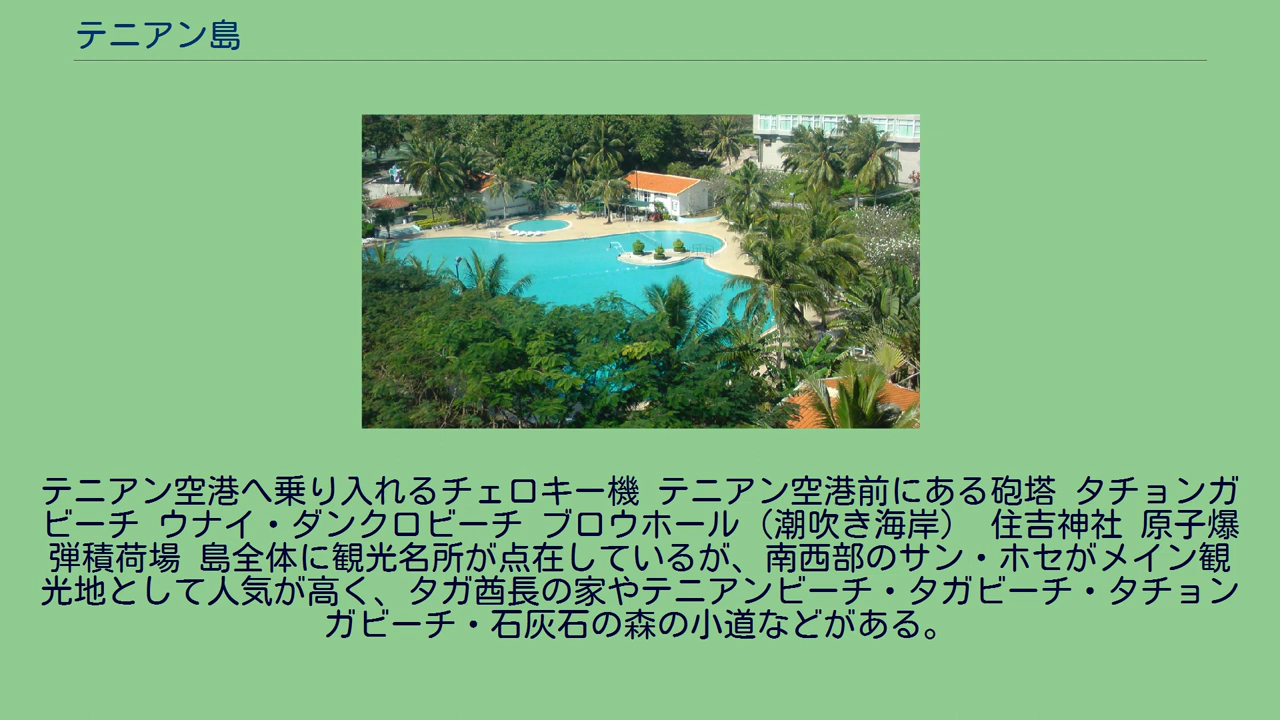 テニアン島
テニアン空港へ乗り入れるチェロキー機 テニアン空港前にある砲塔 タチョンガ
ビーチ ウナイ・ダンクロビーチ ブロウホール（潮吹き海岸） 住吉神社 原子爆
弾積荷場 島全体に観光名所が点在しているが、南西部のサン・ホセがメイン観
光地として人気が高く、タガ酋長の家やテニアンビーチ・タガビーチ・タチョン
ガビーチ・石灰石の森の小道などがある。